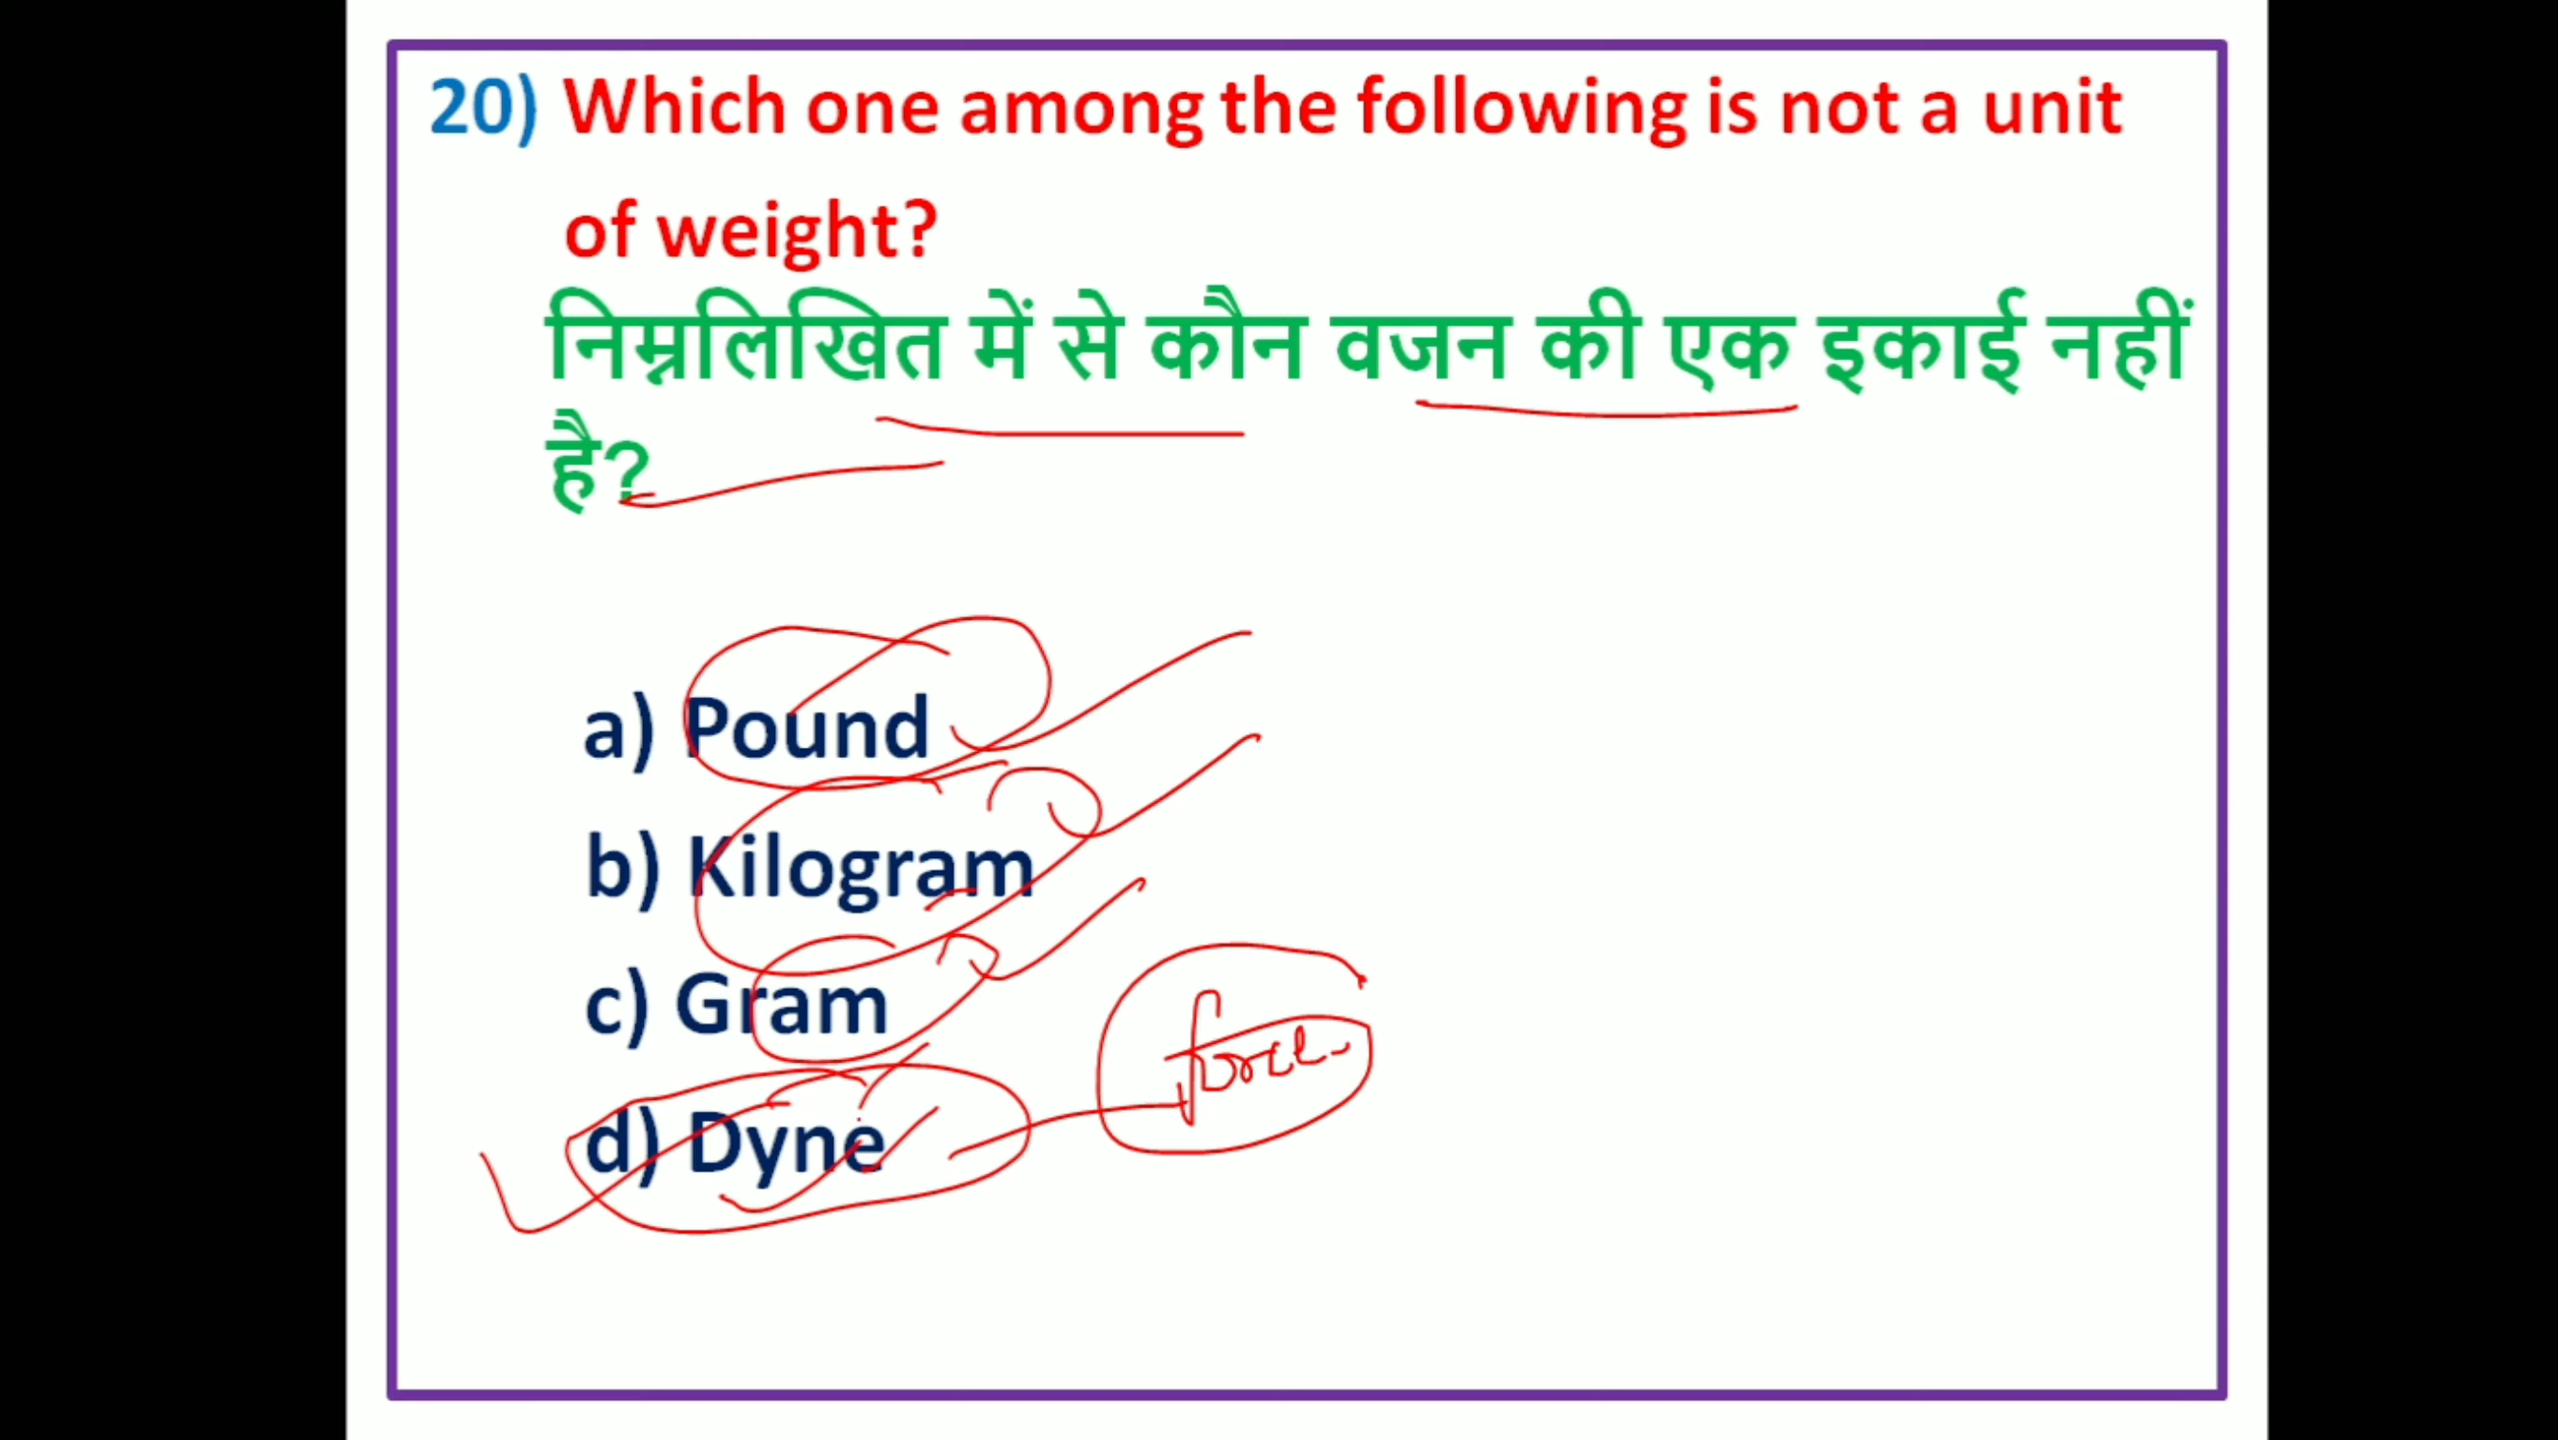 20) Which one among the following is not a unit
of weight?
निम्नलिखित में से कौन वजन की एक इकाई नहीं
है?
a) Pound
b) Kilogram
c) Gram
force
d) Dyne